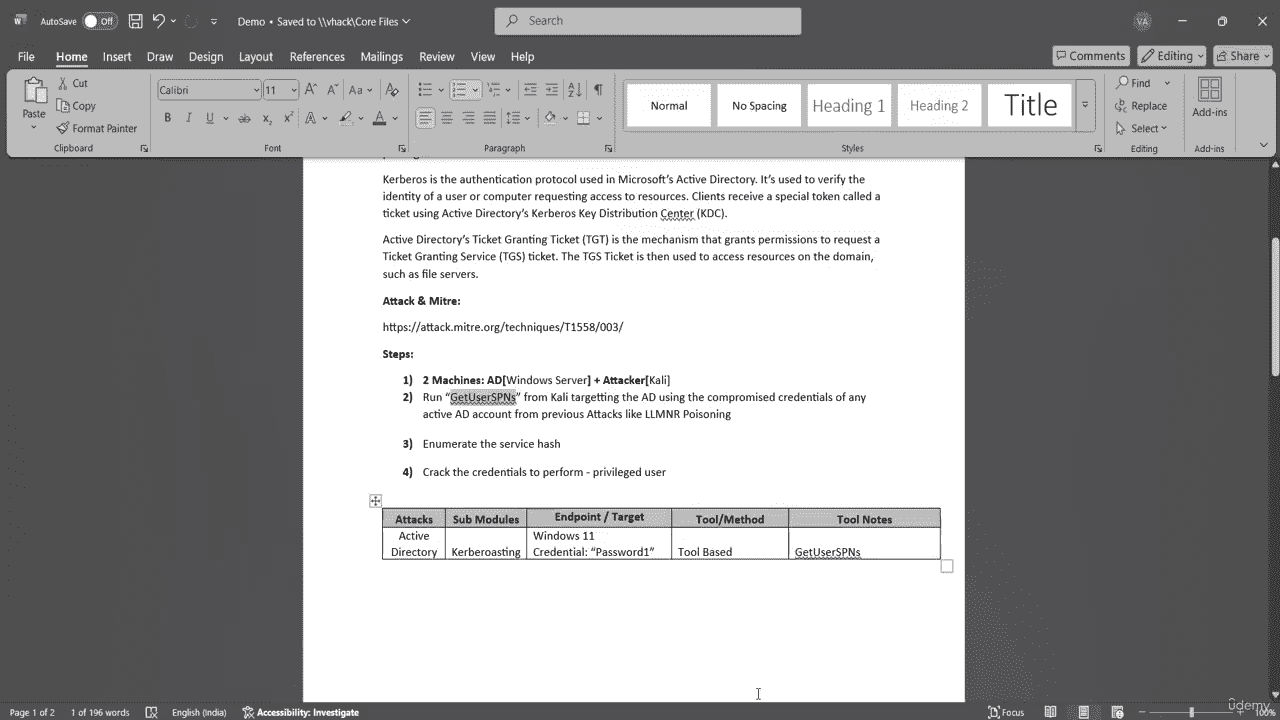 AutoSave Off Demo • Saved to \\vhack\Core Files Search VA
File Home Insert Draw Design Layout References Mailings Review View Help Comments Editing Share
Paste Cut Copy Format Painter
Calibri 11 Aa
B I U ab x₂ x² A A
Normal No Spacing Heading 1 Heading 2 Title
Find Replace Select Add-ins
Clipboard Font Paragraph Styles Editing Add-ins
Kerberos is the authentication protocol used in Microsoft's Active Directory. It's used to verify the
identity of a user or computer requesting access to resources. Clients receive a special token called a
ticket using Active Directory's Kerberos Key Distribution Center (KDC).
Active Directory's Ticket Granting Ticket (TGT) is the mechanism that grants permissions to request a
Ticket Granting Service (TGS) ticket. The TGS Ticket is then used to access resources on the domain,
such as file servers.
Attack & Mitre:
https://attack.mitre.org/techniques/T1558/003/
Steps:
1) 2 Machines: AD[Windows Server] + Attacker[Kali]
2) Run “GetUserSPNs” from Kali targetting the AD using the compromised credentials of any
active AD account from previous Attacks like LLMNR Poisoning
3) Enumerate the service hash
4) Crack the credentials to perform - privileged user
Attacks Sub Modules Endpoint / Target Tool/Method Tool Notes
Active Windows 11
Directory Kerberoasting Credential: “Password1” Tool Based GetUserSPNs
Page 1 of 2 1 of 196 words English (India) Accessibility: Investigate Focus 100%
Udemy